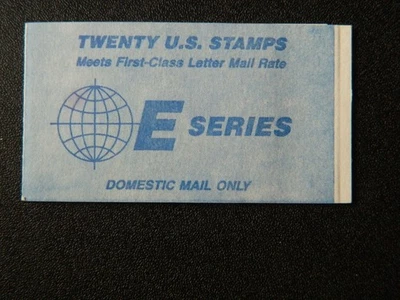 TWENTY U.S. STAMPS
Meets First-Class Letter Mail Rate
E SERIES
DOMESTIC MAIL ONLY